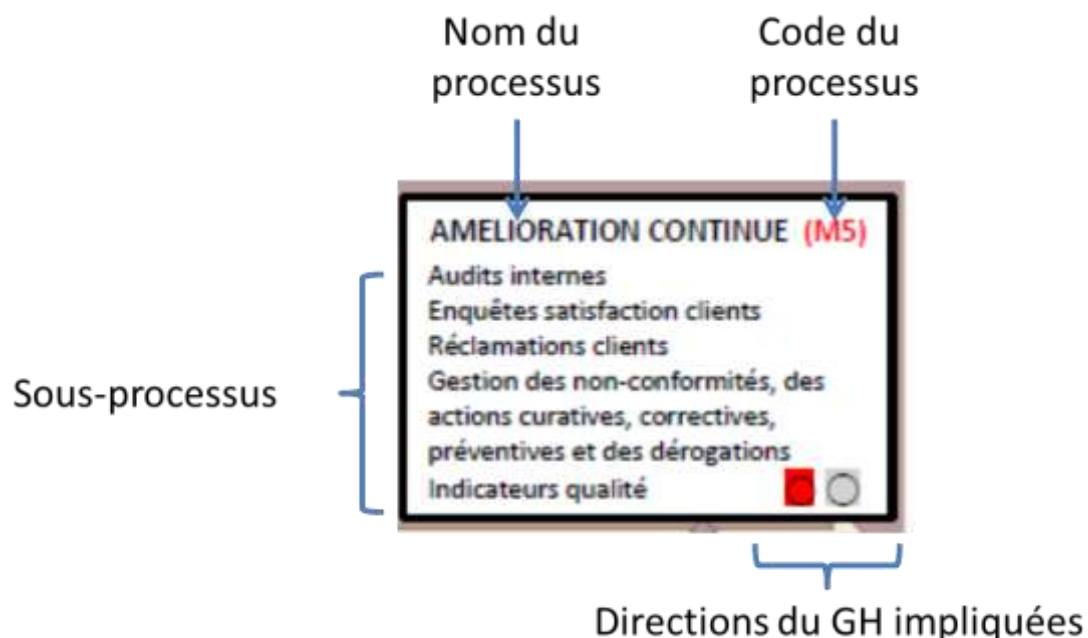 Nom du
processus
Code du
processus
AMELIORATION CONTINUE (M5)
Audits internes
Enquêtes satisfaction clients
Réclamations clients
Gestion des non-conformités, des
actions curatives, correctives,
préventives et des dérogations
Indicateurs qualité
Sous-processus
Directions du GH impliquées